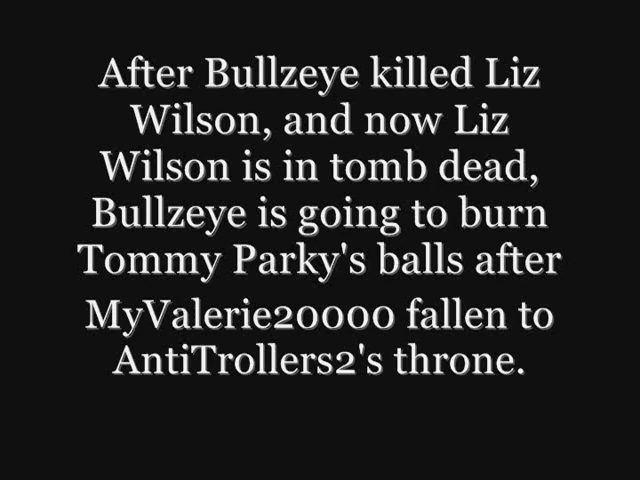 After Bullzeye killed Liz
Wilson, and now Liz
Wilson is in tomb dead,
Bullzeye is going to burn
Tommy Parky's balls after
MyValerie20000 fallen to
AntiTrollers2's throne.